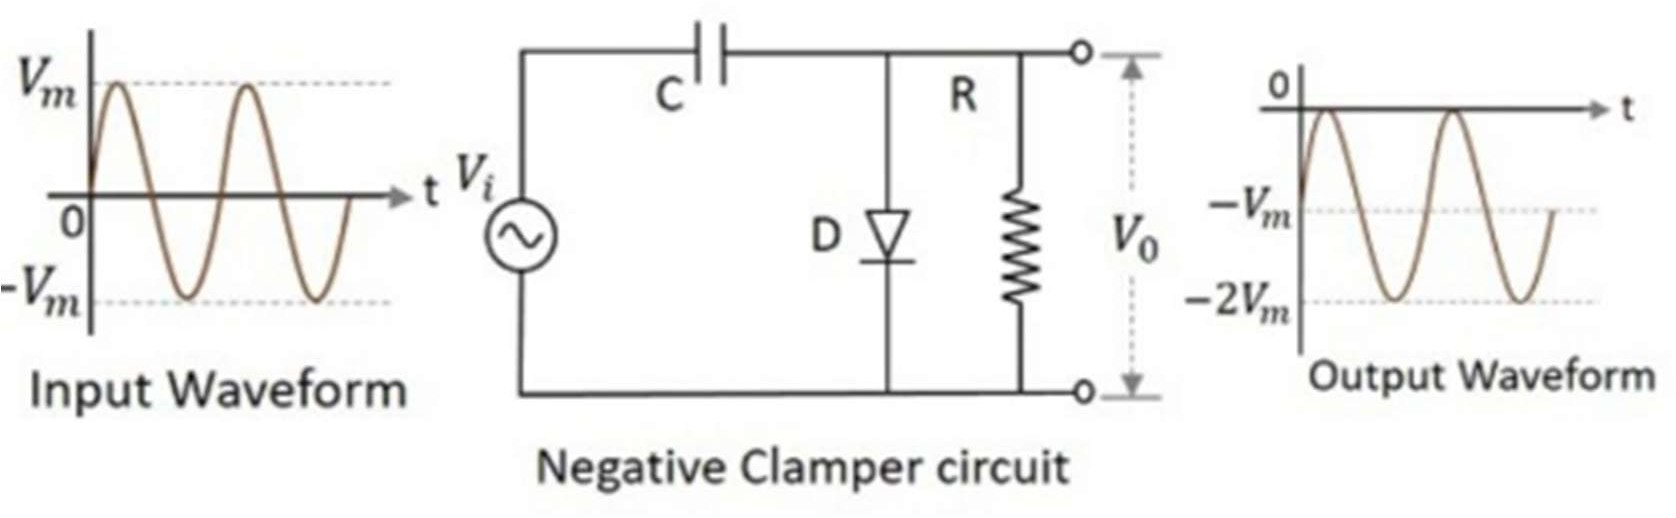 Vm
0
-Vm
t
Input Waveform
Vi
C
D
R
V0
Negative Clamper circuit
0
t
−Vm
−2Vm
Output Waveform